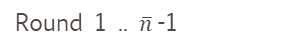 Round 1 .. n̄ -1